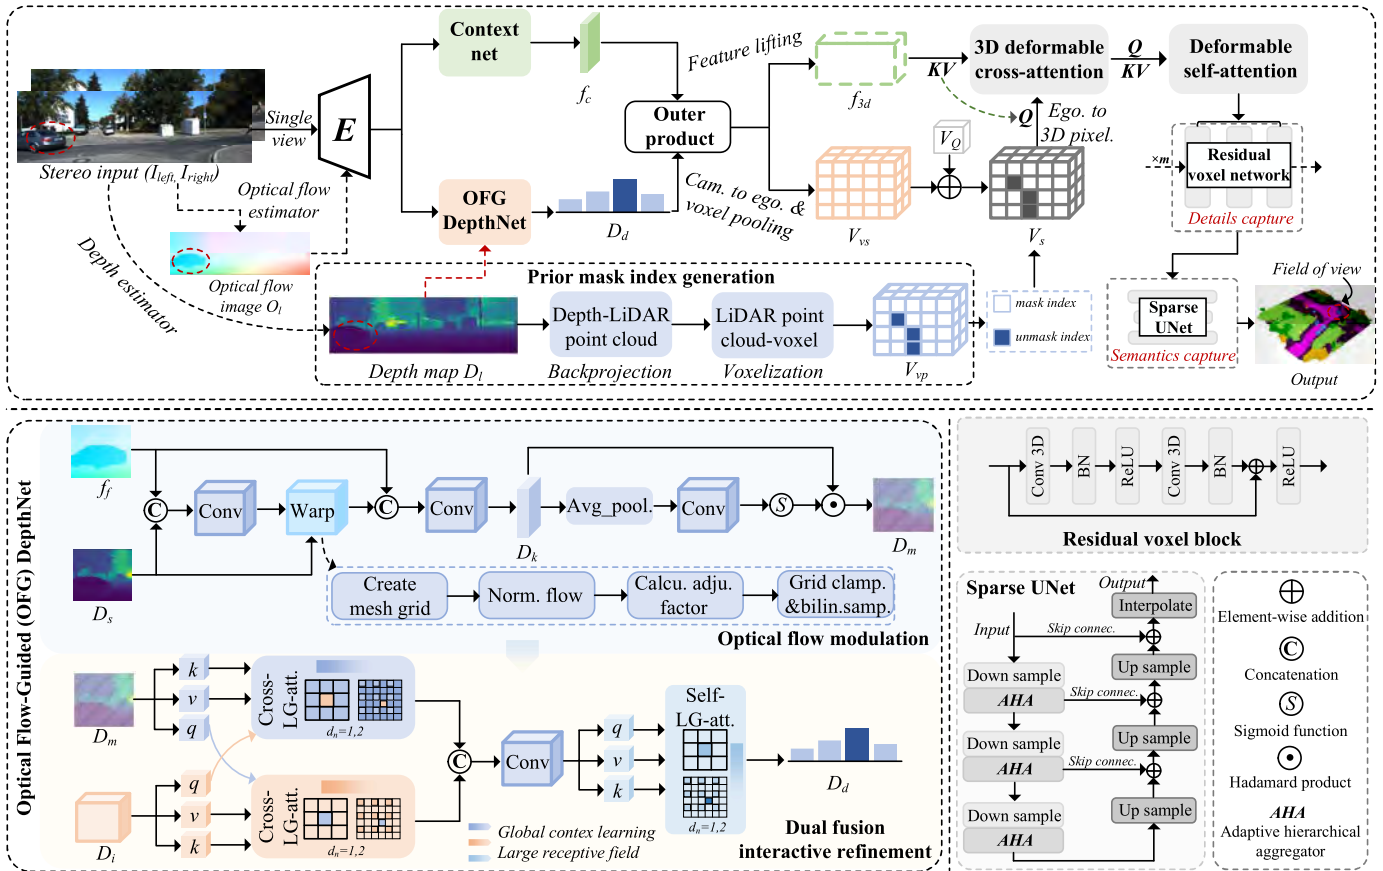 Context
net
f_c
Feature lifting
f_3d
KV
3D deformable
cross-attention
Q
KV
Deformable
self-attention
Single
view
E
Outer
product
Q
Ego. to
3D pixel.
V_Q
×m
Residual
voxel network
Details capture
Stereo input (I_left, I_right)
Optical flow
estimator
OFG
DepthNet
D_d
Cam. to ego. &
voxel pooling
V_vs
V_s
Depth estimator
Optical flow
image O_l
Prior mask index generation
Depth-LiDAR
point cloud
LiDAR point
cloud-voxel
Depth map D_l
Backprojection
Voxelization
V_vp
mask index
unmask index
Sparse
UNet
Semantics capture
Field of view
Output
Optical Flow-Guided (OFG) DepthNet
f_f
C
Conv
Warp
C
Conv
D_k
Avg_pool.
Conv
S
D_m
D_s
Create
mesh grid
Norm. flow
Calcu. adju.
factor
Grid clamp.
&bilin.samp.
Optical flow modulation
D_m
k
v
q
Cross-
LG-att.
d_n=1,2
D_i
q
v
k
Cross-
LG-att.
d_n=1,2
C
Conv
q
v
k
Self-
LG-att.
d_n=1,2
D_d
Global contex learning
Large receptive field
Dual fusion
interactive refinement
Conv 3D
BN
ReLU
Conv 3D
BN
ReLU
Residual voxel block
Sparse UNet
Output
Interpolate
Input
Skip connec.
Down sample
AHA
Skip connec.
Up sample
Down sample
AHA
Skip connec.
Up sample
Down sample
AHA
Up sample
Element-wise addition
C
Concatenation
S
Sigmoid function
Hadamard product
AHA
Adaptive hierarchical
aggregator